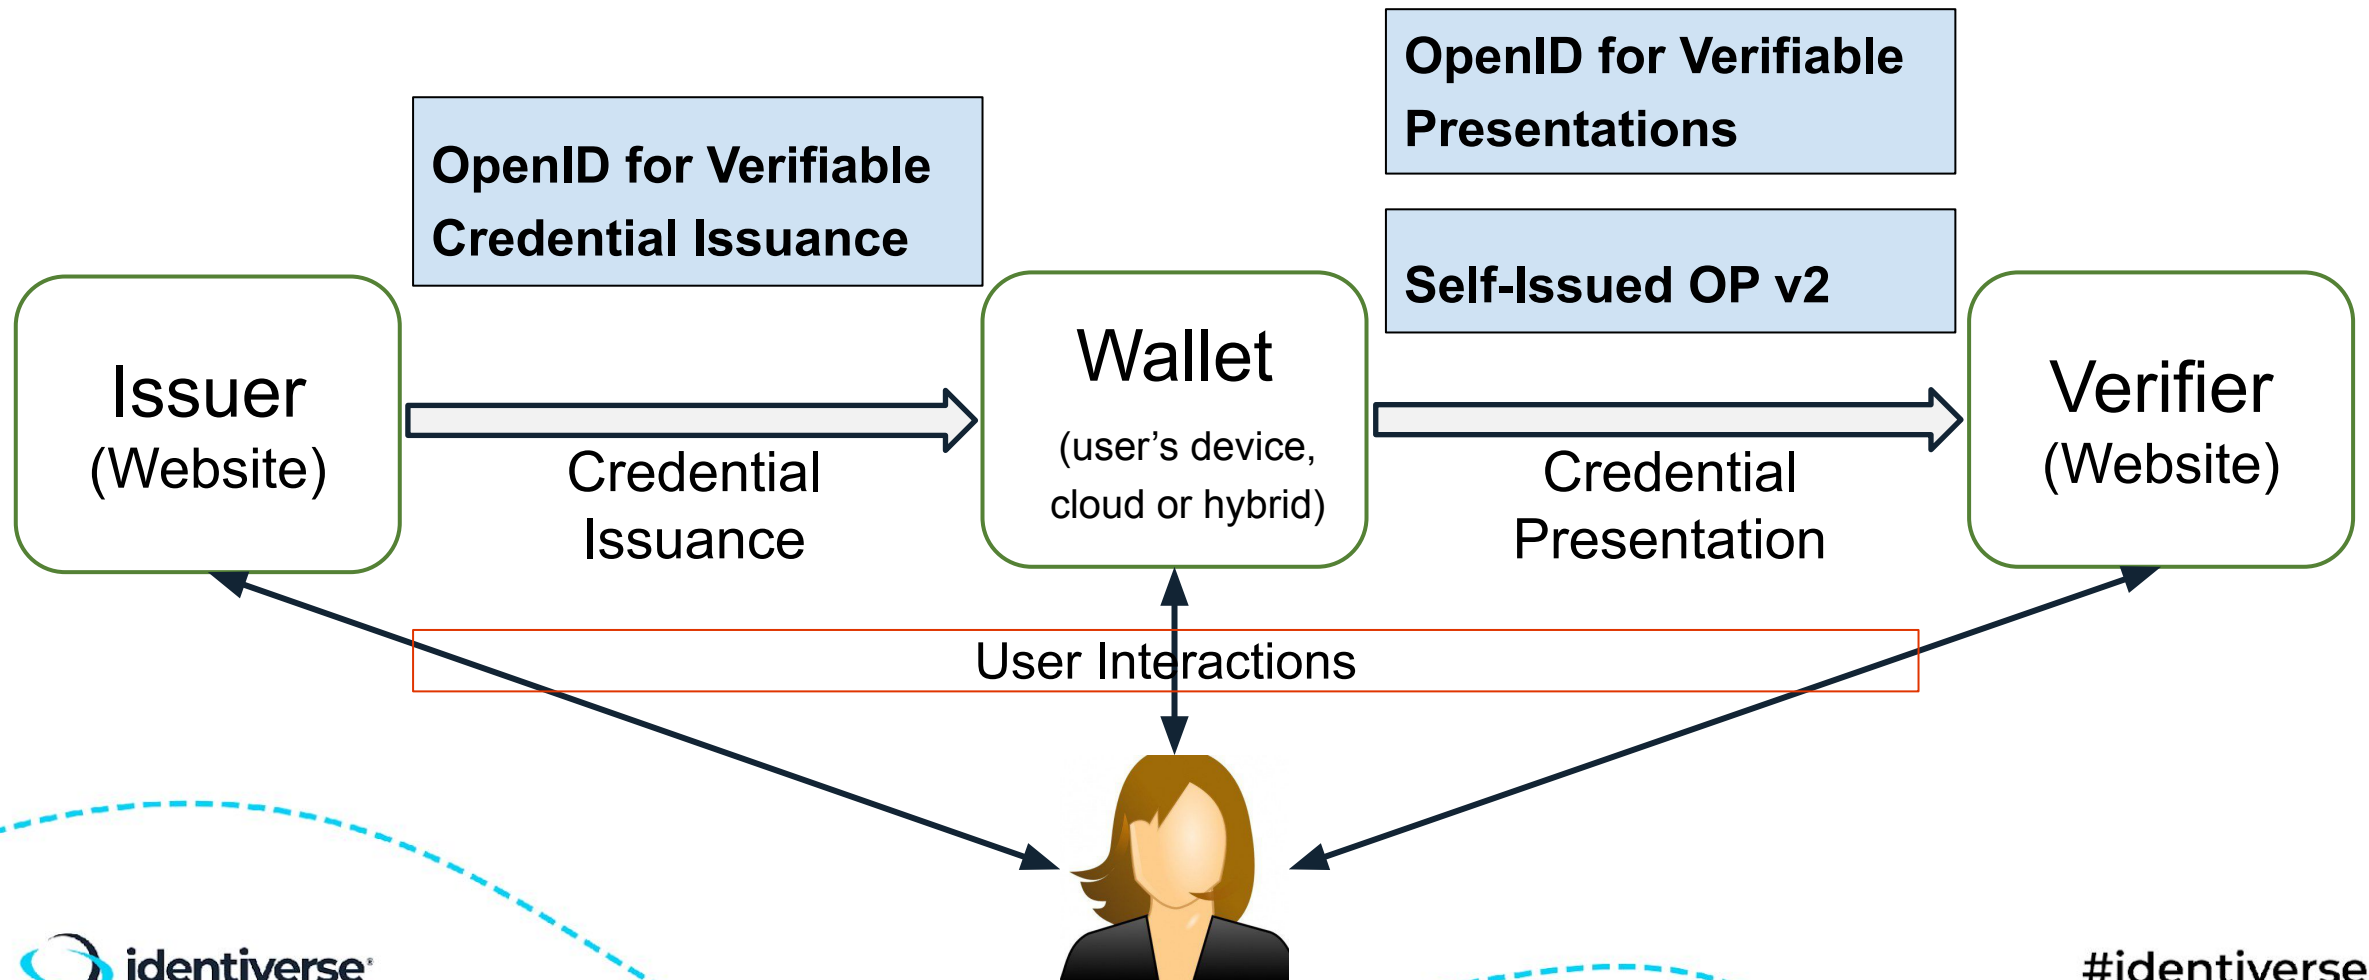 OpenID for Verifiable
Presentations
OpenID for Verifiable
Credential Issuance
Self-Issued OP v2
Issuer
(Website)
Credential
Issuance
Wallet
(user’s device,
cloud or hybrid)
Credential
Presentation
Verifier
(Website)
User Interactions
identiverse®
#identiverse